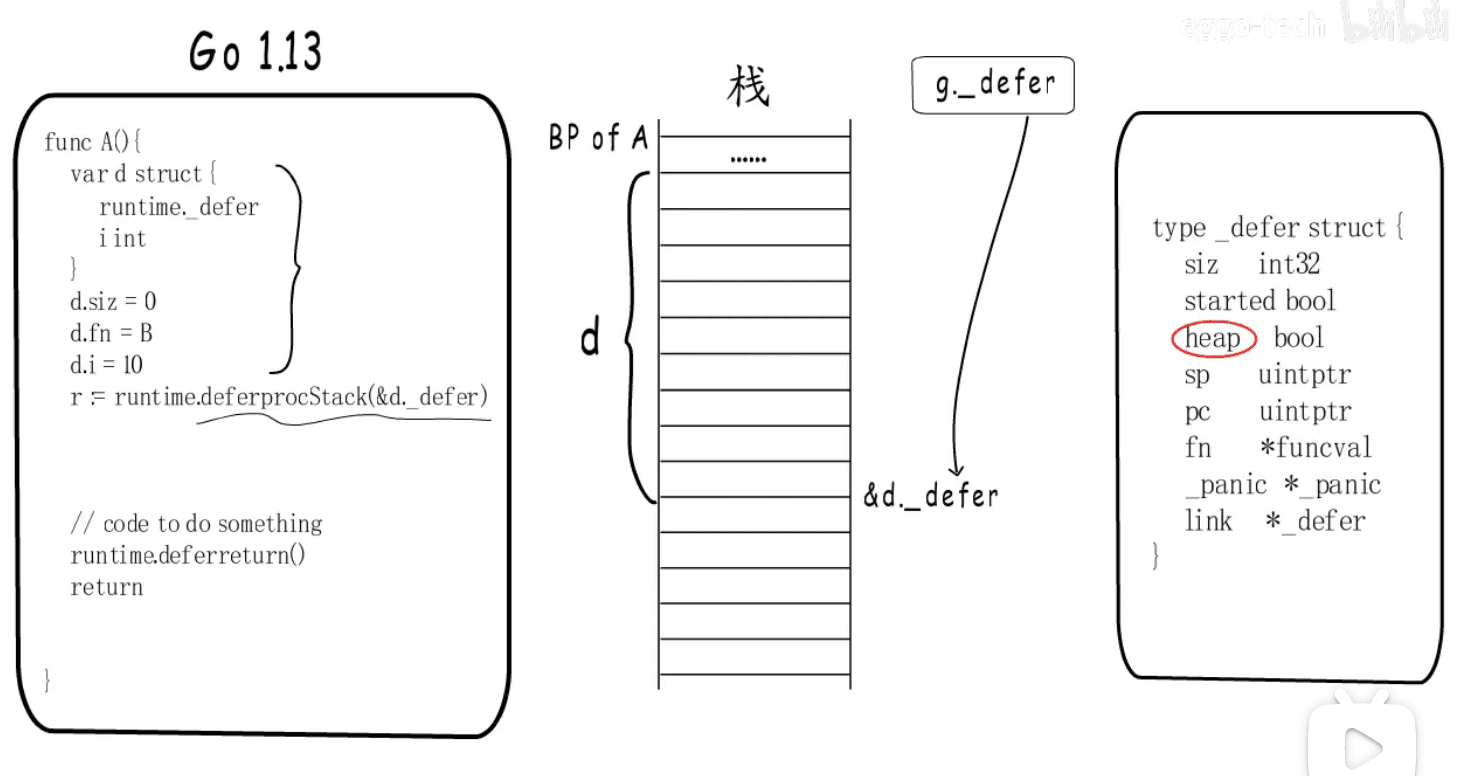 eggo-tech bilibili
Go 1.13
func A(){
var d struct {
runtime._defer
i int
}
d.siz = 0
d.fn = B
d.i = 10
r := runtime.deferprocStack(&d._defer)
// code to do something
runtime.deferreturn()
return
}
栈
BP of A
......
d
g._defer
&d._defer
type _defer struct {
siz int32
started bool
heap bool
sp uintptr
pc uintptr
fn *funcval
_panic *_panic
link *_defer
}